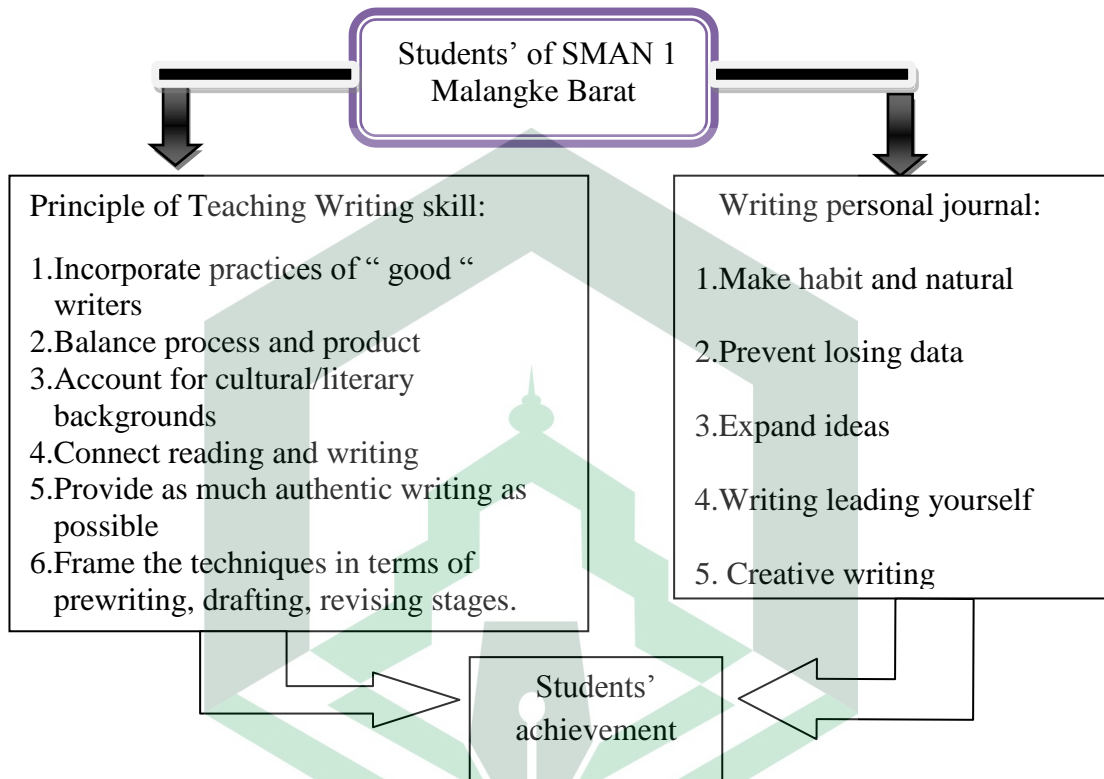 Students’ of SMAN 1
Malangke Barat
Principle of Teaching Writing skill:
1.Incorporate practices of “ good “
writers
2.Balance process and product
3.Account for cultural/literary
backgrounds
4.Connect reading and writing
5.Provide as much authentic writing as
possible
6.Frame the techniques in terms of
prewriting, drafting, revising stages.
Writing personal journal:
1.Make habit and natural
2.Prevent losing data
3.Expand ideas
4.Writing leading yourself
5. Creative writing
Students’
achievement